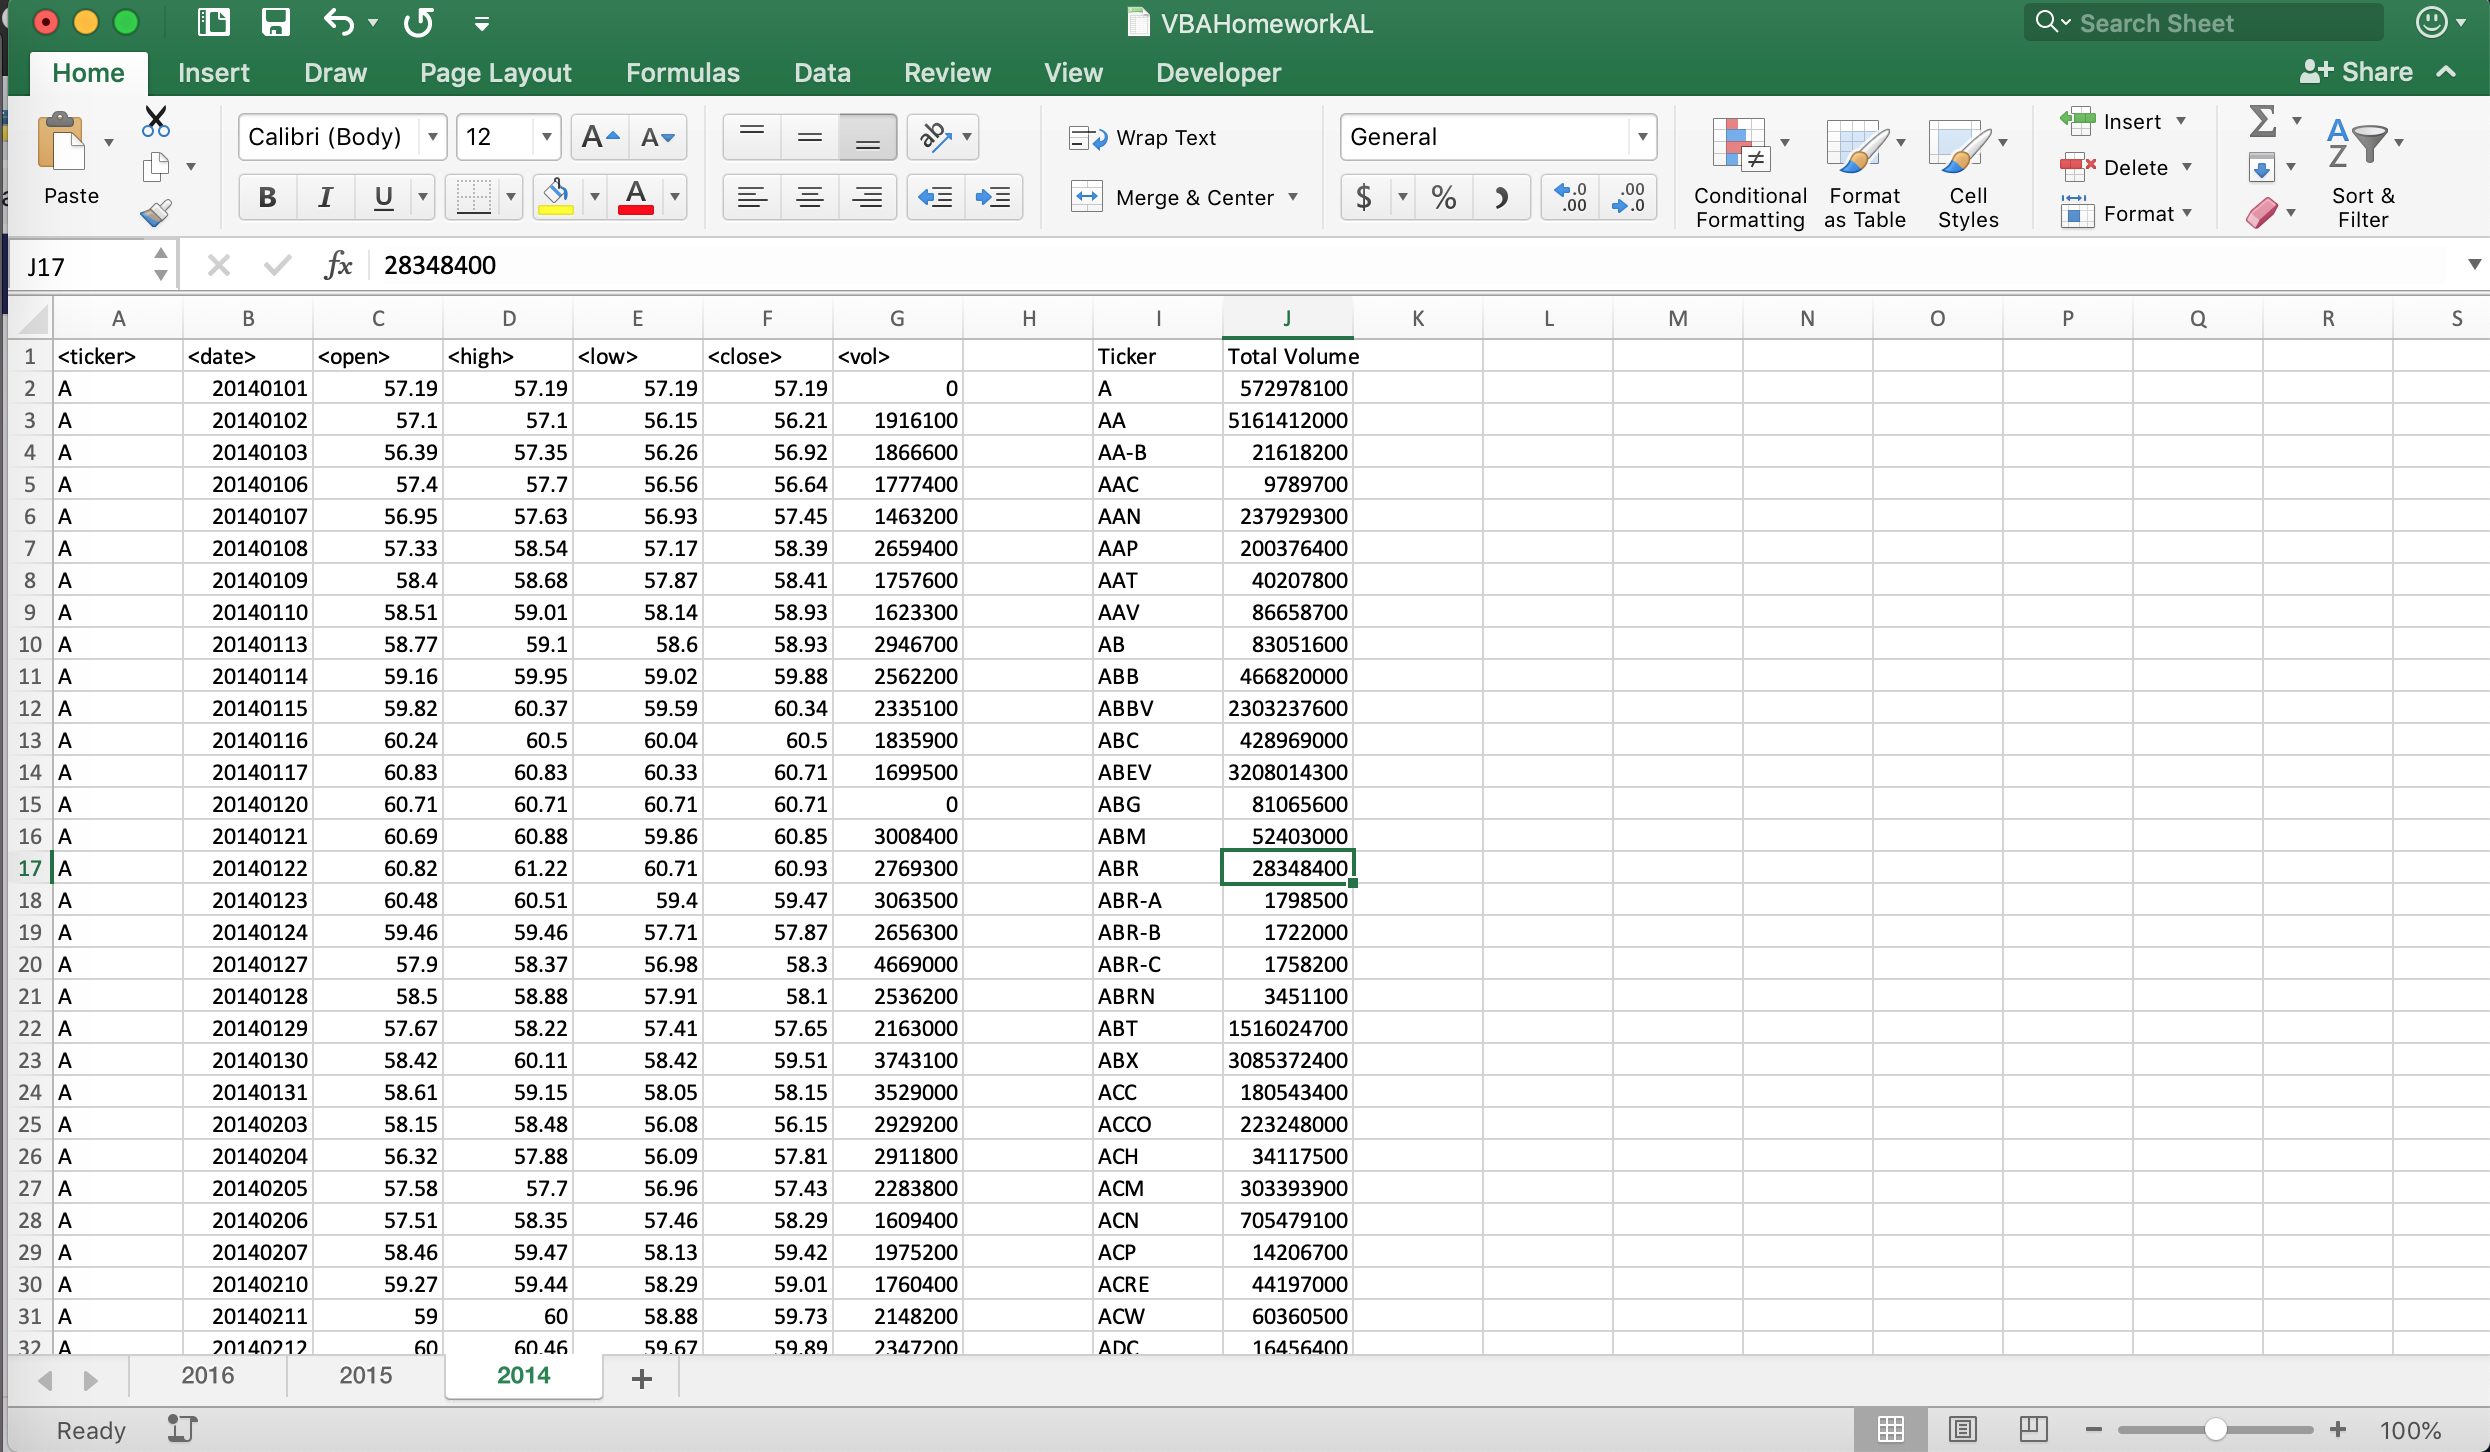 VBAHomeworkAL
Search Sheet
Home Insert Draw Page Layout Formulas Data Review View Developer
Share
Paste
Calibri (Body) 12 A A
B I U A
ab
Wrap Text
Merge & Center
General
$ % .0 .00 .00 .0
Conditional Formatting
Format as Table
Cell Styles
Insert
Delete
Format
A Z
Sort & Filter
J17 fx 28348400
A B C D E F G H I J K L M N O P Q R S
1 <ticker> <date> <open> <high> <low> <close> <vol> Ticker Total Volume
2 A 20140101 57.19 57.19 57.19 57.19 0 A 572978100
3 A 20140102 57.1 57.1 56.15 56.21 1916100 AA 5161412000
4 A 20140103 56.39 57.35 56.26 56.92 1866600 AA-B 21618200
5 A 20140106 57.4 57.7 56.56 56.64 1777400 AAC 9789700
6 A 20140107 56.95 57.63 56.93 57.45 1463200 AAN 237929300
7 A 20140108 57.33 58.54 57.17 58.39 2659400 AAP 200376400
8 A 20140109 58.4 58.68 57.87 58.41 1757600 AAT 40207800
9 A 20140110 58.51 59.01 58.14 58.93 1623300 AAV 86658700
10 A 20140113 58.77 59.1 58.6 58.93 2946700 AB 83051600
11 A 20140114 59.16 59.95 59.02 59.88 2562200 ABB 466820000
12 A 20140115 59.82 60.37 59.59 60.34 2335100 ABBV 2303237600
13 A 20140116 60.24 60.5 60.04 60.5 1835900 ABC 428969000
14 A 20140117 60.83 60.83 60.33 60.71 1699500 ABEV 3208014300
15 A 20140120 60.71 60.71 60.71 60.71 0 ABG 81065600
16 A 20140121 60.69 60.88 59.86 60.85 3008400 ABM 52403000
17 A 20140122 60.82 61.22 60.71 60.93 2769300 ABR 28348400
18 A 20140123 60.48 60.51 59.4 59.47 3063500 ABR-A 1798500
19 A 20140124 59.46 59.46 57.71 57.87 2656300 ABR-B 1722000
20 A 20140127 57.9 58.37 56.98 58.3 4669000 ABR-C 1758200
21 A 20140128 58.5 58.88 57.91 58.1 2536200 ABRN 3451100
22 A 20140129 57.67 58.22 57.41 57.65 2163000 ABT 1516024700
23 A 20140130 58.42 60.11 58.42 59.51 3743100 ABX 3085372400
24 A 20140131 58.61 59.15 58.05 58.15 3529000 ACC 180543400
25 A 20140203 58.15 58.48 56.08 56.15 2929200 ACCO 223248000
26 A 20140204 56.32 57.88 56.09 57.81 2911800 ACH 34117500
27 A 20140205 57.58 57.7 56.96 57.43 2283800 ACM 303393900
28 A 20140206 57.51 58.35 57.46 58.29 1609400 ACN 705479100
29 A 20140207 58.46 59.47 58.13 59.42 1975200 ACP 14206700
30 A 20140210 59.27 59.44 58.29 59.01 1760400 ACRE 44197000
31 A 20140211 59 60 58.88 59.73 2148200 ACW 60360500
32 A 20140212 60 60.46 59.67 59.89 2347200 ADC 16456400
2016 2015 2014 +
Ready 100%